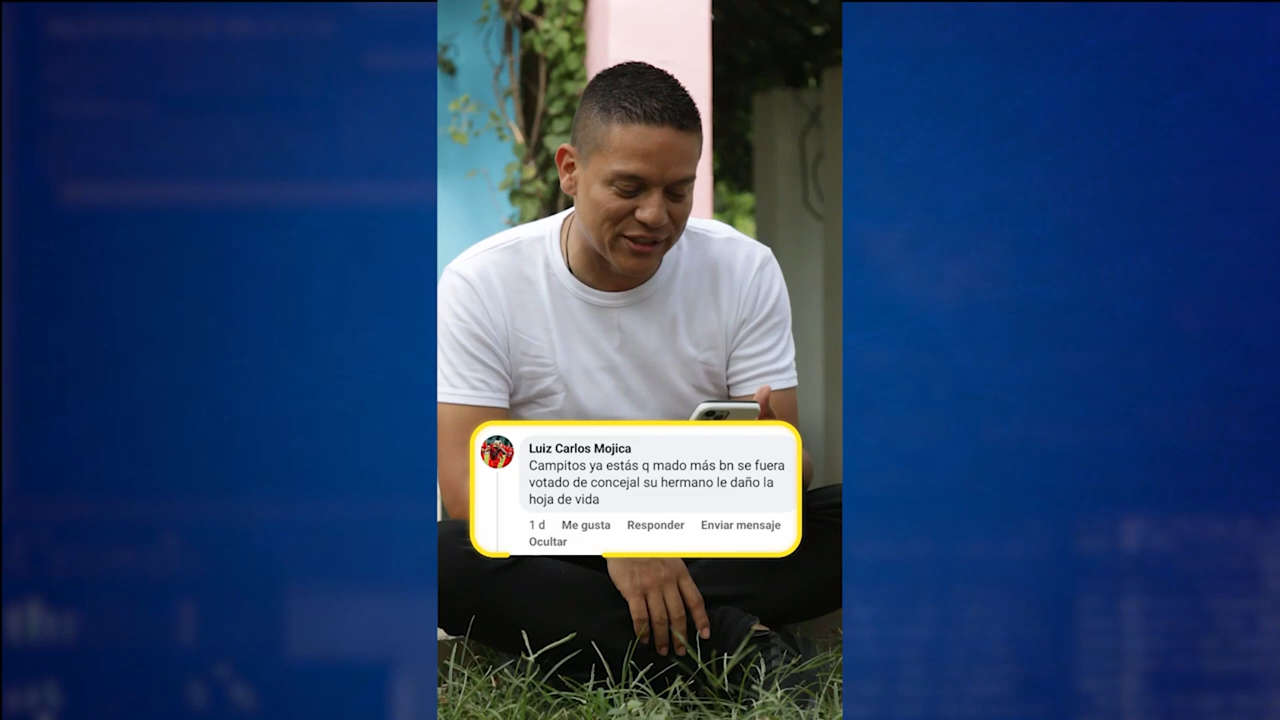 Luiz Carlos Mojica
Campitos ya estás q mado más bn se fuera
votado de concejal su hermano le daño la
hoja de vida
1 d Me gusta Responder Enviar mensaje
Ocultar